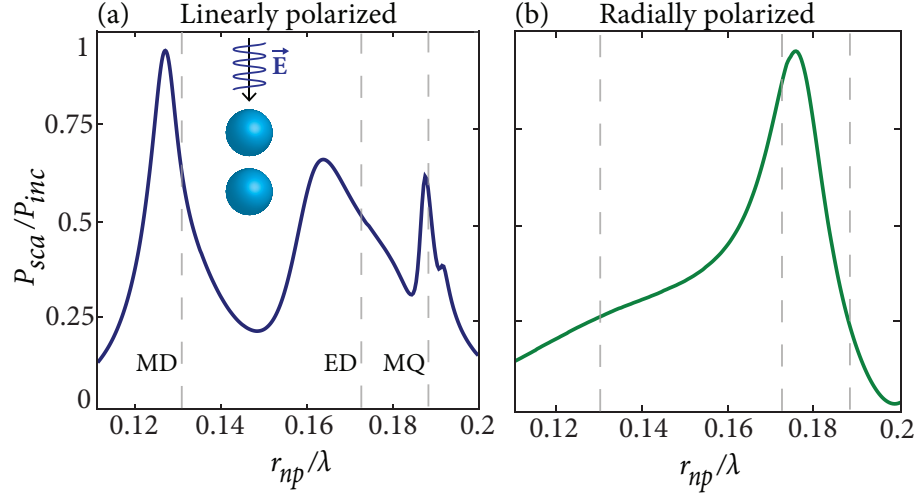 (a) Linearly polarized
(b) Radially polarized
1
0.75
0.5
0.25
0
P_sca/P_inc
E
MD
ED
MQ
0.12
0.14
0.16
0.18
0.2
r_np/λ
0.12
0.14
0.16
0.18
0.2
r_np/λ